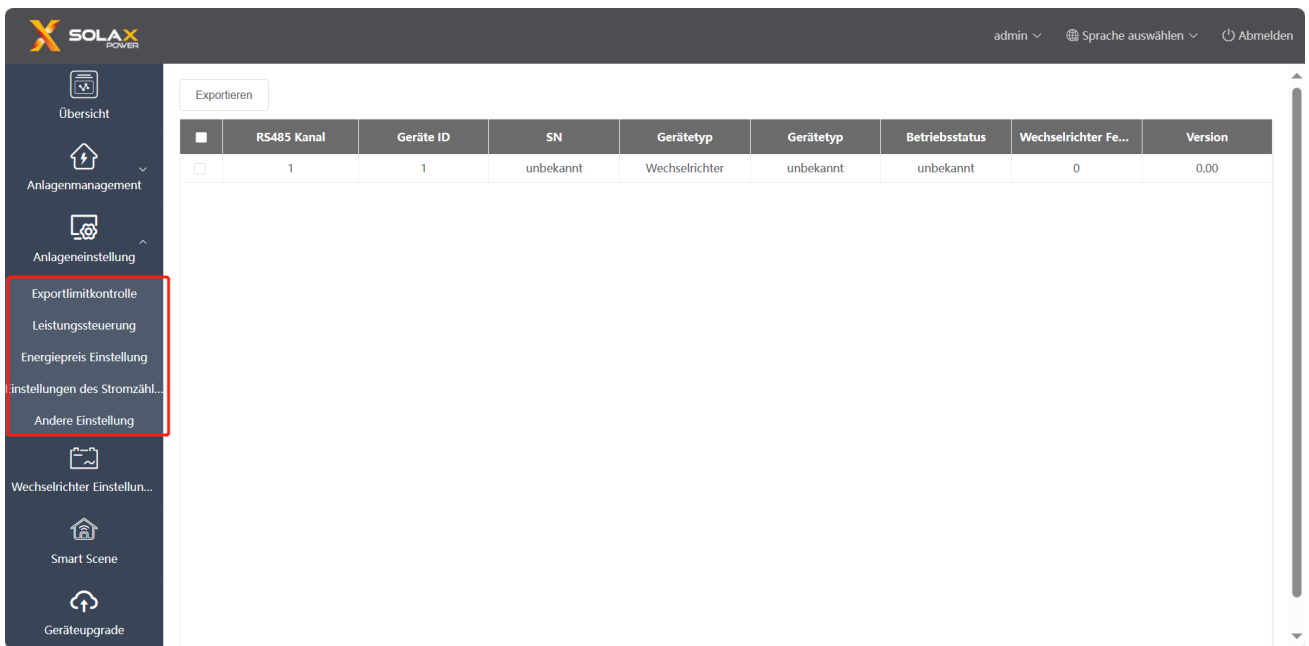 SOLAX
POWER
admin
Sprache auswählen
Abmelden
Übersicht
Anlagenmanagement
Anlageneinstellung
Exportlimitkontrolle
Leistungssteuerung
Energiepreis Einstellung
Einstellungen des Stromzähl...
Andere Einstellung
Wechselrichter Einstellun...
Smart Scene
Geräteupgrade
Exportieren
RS485 Kanal Geräte ID SN Gerätetyp Gerätetyp Betriebsstatus Wechselrichter Fe... Version
1 1 unbekannt Wechselrichter unbekannt unbekannt 0 0.00